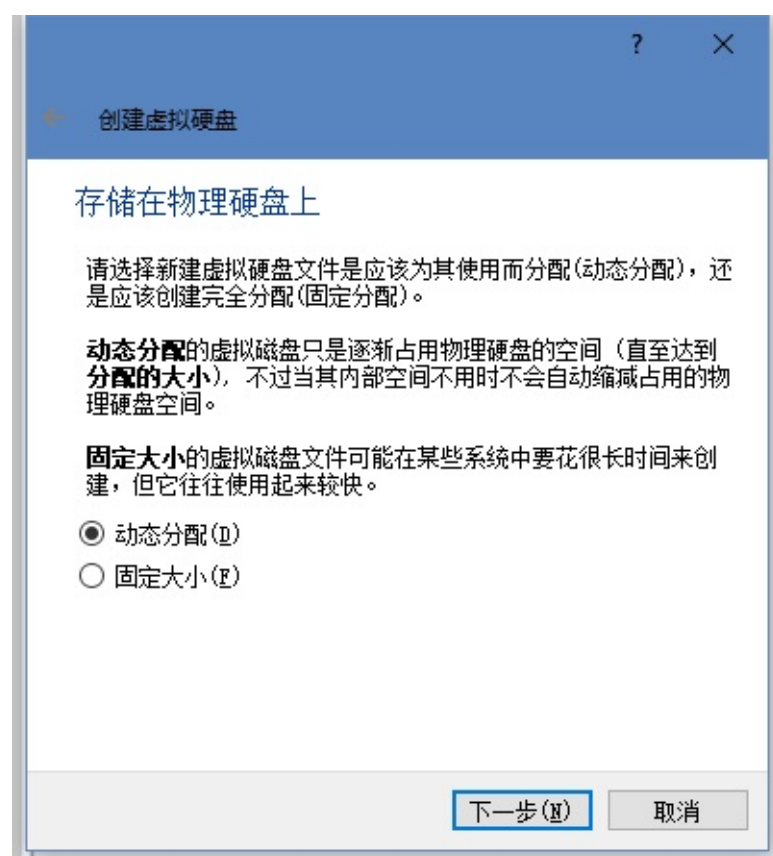 ?
创建虚拟硬盘
存储在物理硬盘上
请选择新建虚拟硬盘文件是应该为其使用而分配(动态分配)，还
是应该创建完全分配(固定分配)。
动态分配的虚拟磁盘只是逐渐占用物理硬盘的空间（直至达到
分配的大小），不过当其内部空间不用时不会自动缩减占用的物
理硬盘空间。
固定大小的虚拟磁盘文件可能在某些系统中要花很长时间来创
建，但它往往使用起来较快。
动态分配(D)
固定大小(F)
下一步(N) 取消